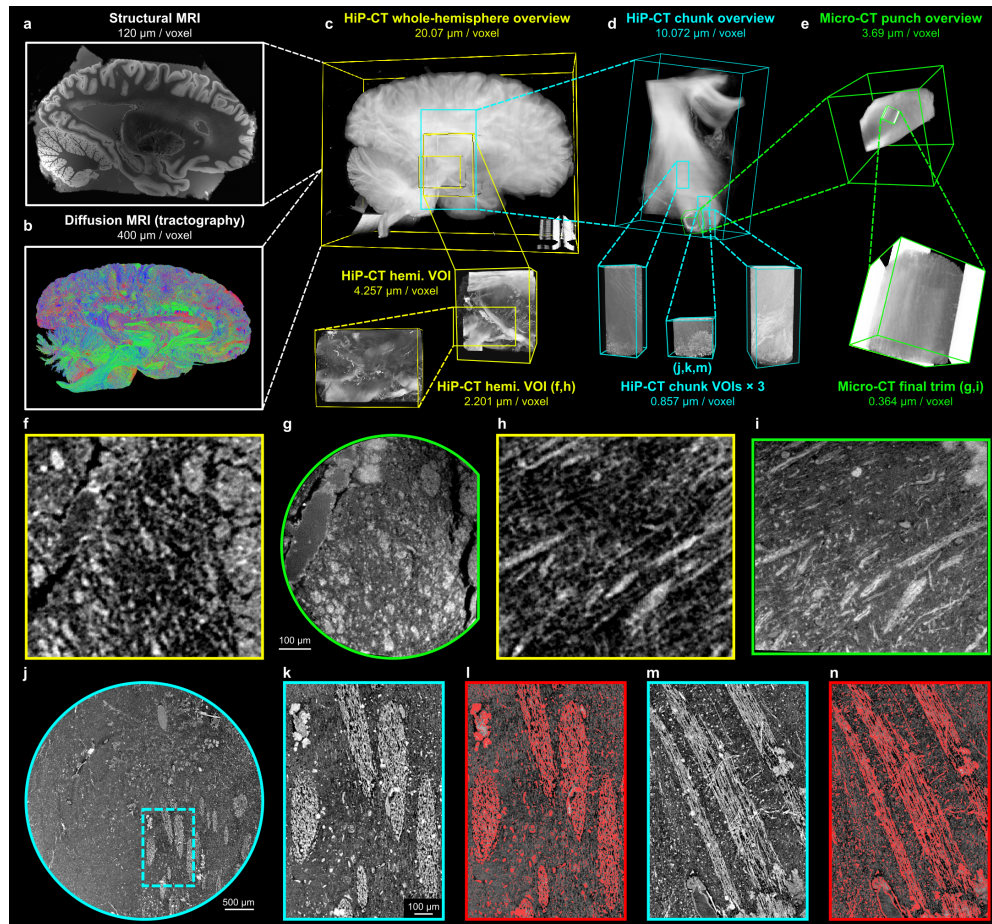 a
Structural MRI
120 µm / voxel
b
Diffusion MRI (tractography)
400 µm / voxel
c
HiP-CT whole-hemisphere overview
20.07 µm / voxel
HiP-CT hemi. VOI
4.257 µm / voxel
HiP-CT hemi. VOI (f,h)
2.201 µm / voxel
d
HiP-CT chunk overview
10.072 µm / voxel
(j,k,m)
HiP-CT chunk VOIs × 3
0.857 µm / voxel
e
Micro-CT punch overview
3.69 µm / voxel
Micro-CT final trim (g,i)
0.364 µm / voxel
f
g
100 µm
h
i
j
500 µm
k
100 µm
l
m
n